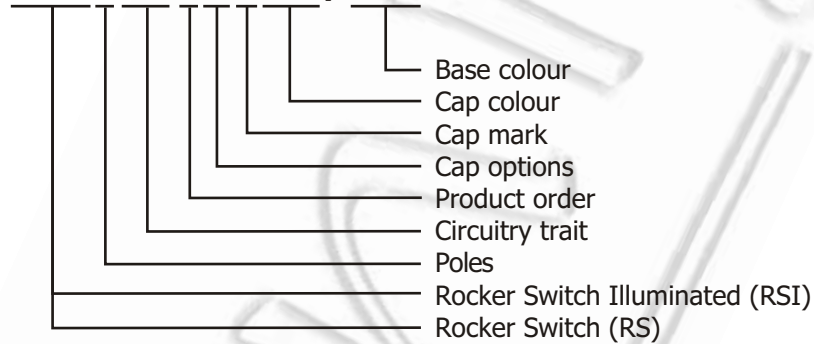 Base colour
Cap colour
Cap mark
Cap options
Product order
Circuitry trait
Poles
Rocker Switch Illuminated (RSI)
Rocker Switch (RS)